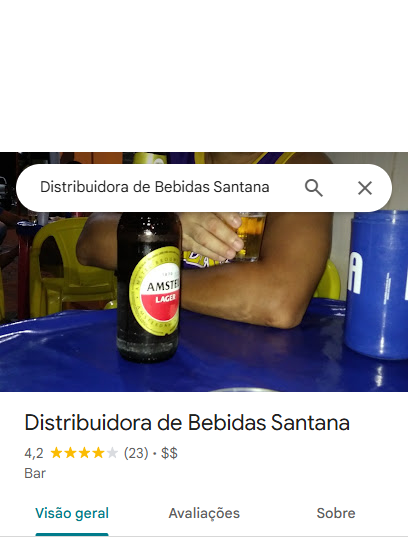 Distribuidora de Bebidas Santana
AMSTEL
LAGER
A
Distribuidora de Bebidas Santana
4,2 (23) · $$
Bar
Visão geral Avaliações Sobre